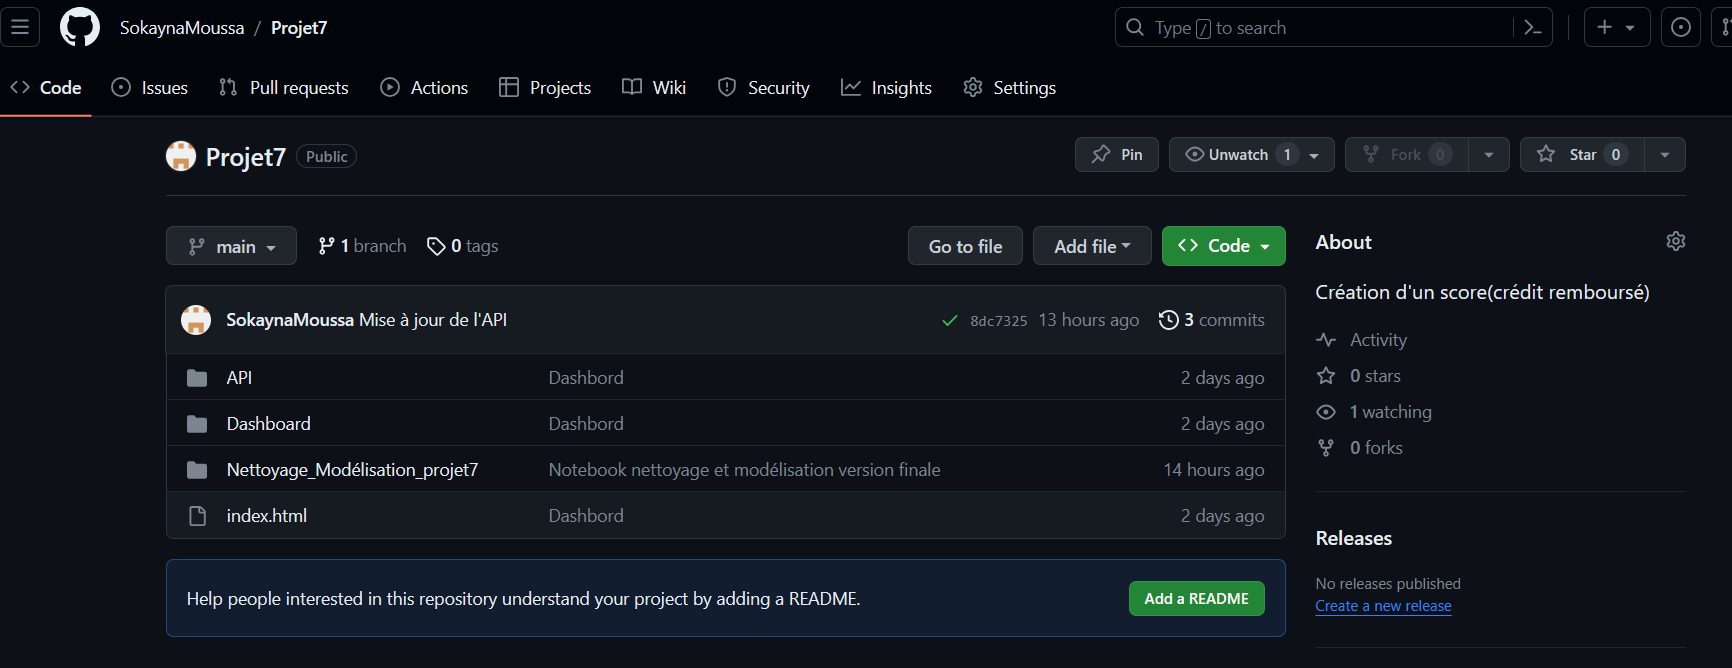 SokaynaMoussa / Projet7
Type / to search
Code Issues Pull requests Actions Projects Wiki Security Insights Settings
Projet7 Public
Pin Unwatch 1 Fork 0 Star 0
main 1 branch 0 tags
Go to file Add file Code
SokaynaMoussa Mise à jour de l'API 8dc7325 13 hours ago 3 commits
API Dashbord 2 days ago
Dashboard Dashbord 2 days ago
Nettoyage_Modélisation_projet7 Notebook nettoyage et modélisation version finale 14 hours ago
index.html Dashbord 2 days ago
Help people interested in this repository understand your project by adding a README. Add a README
About
Création d'un score(crédit remboursé)
Activity
0 stars
1 watching
0 forks
Releases
No releases published
Create a new release